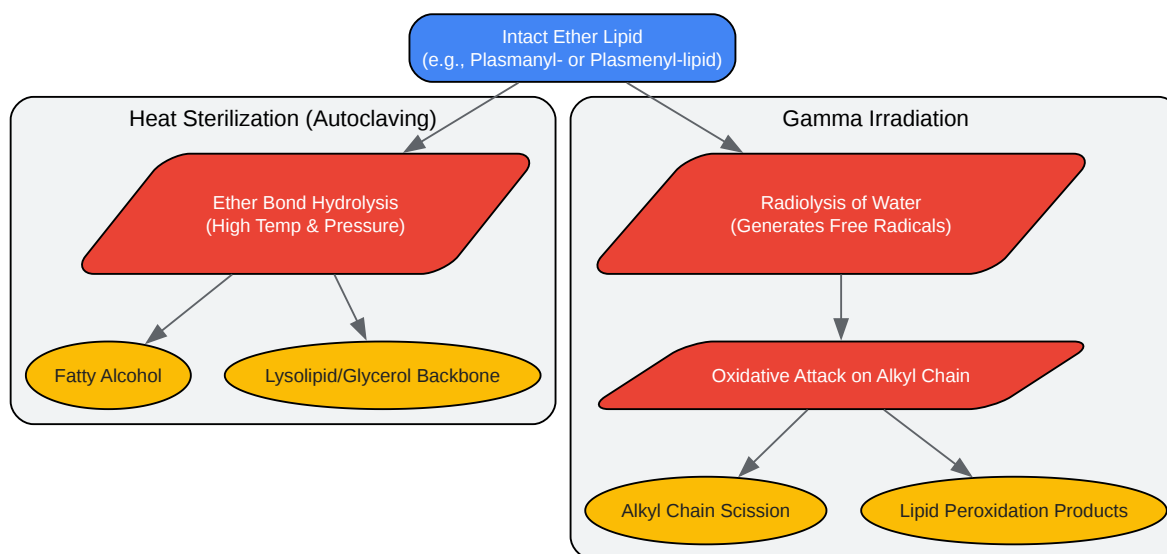 Intact Ether Lipid
(e.g., Plasmanyl- or Plasmenyl-lipid)
Heat Sterilization (Autoclaving)
Ether Bond Hydrolysis
(High Temp & Pressure)
Fatty Alcohol
Lysolipid/Glycerol Backbone
Gamma Irradiation
Radiolysis of Water
(Generates Free Radicals)
Oxidative Attack on Alkyl Chain
Alkyl Chain Scission
Lipid Peroxidation Products